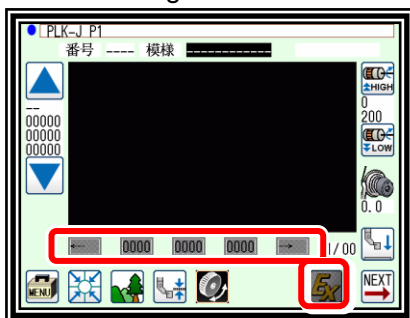 PLK-J P1
番号 ---- 模様 ------------
HIGH
0
200
LOW
0.0
--
00000
00000
00000
← 0000 0000 0000 → 1/00
MENU
Ex
NEXT